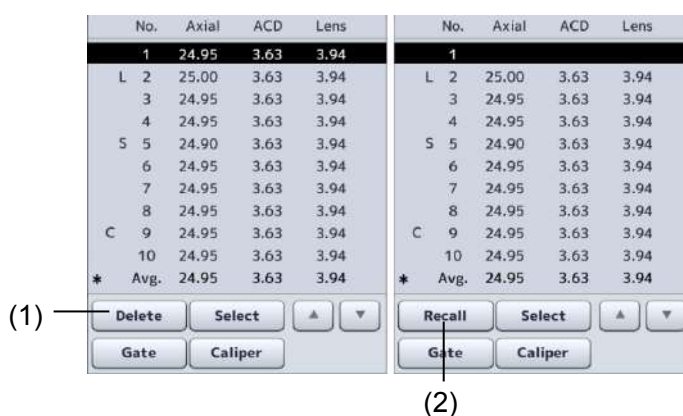 No. Axial ACD Lens
1 24.95 3.63 3.94
L 2 25.00 3.63 3.94
3 24.95 3.63 3.94
4 24.95 3.63 3.94
S 5 24.90 3.63 3.94
6 24.95 3.63 3.94
7 24.95 3.63 3.94
8 24.95 3.63 3.94
C 9 24.95 3.63 3.94
10 24.95 3.63 3.94
* Avg. 24.95 3.63 3.94
(1) Delete Select ▲ ▼
Gate Caliper
No. Axial ACD Lens
1
L 2 25.00 3.63 3.94
3 24.95 3.63 3.94
4 24.95 3.63 3.94
S 5 24.90 3.63 3.94
6 24.95 3.63 3.94
7 24.95 3.63 3.94
8 24.95 3.63 3.94
C 9 24.95 3.63 3.94
10 24.95 3.63 3.94
* Avg. 24.95 3.63 3.94
Recall Select ▲ ▼
Gate Caliper
(2)